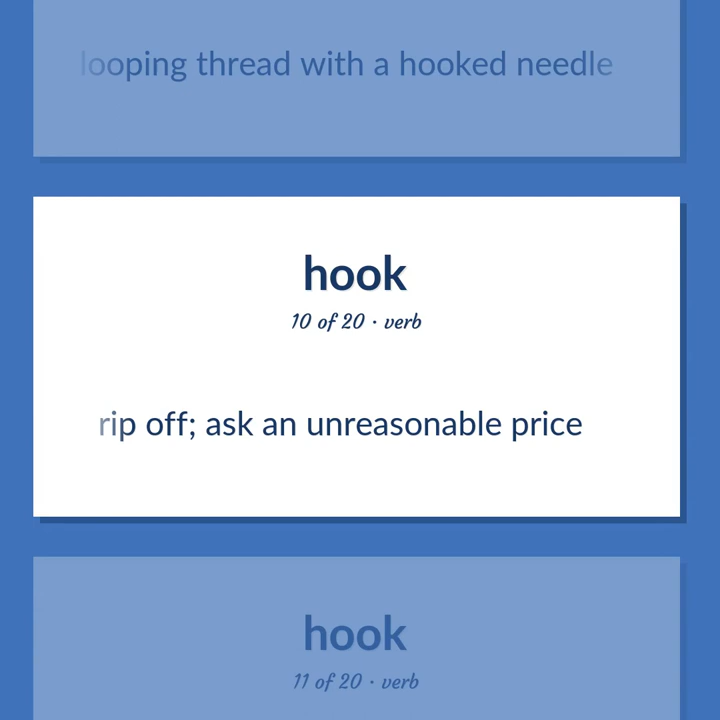 looping thread with a hooked needle
hook
10 of 20 · verb
rip off; ask an unreasonable price
hook
11 of 20 · verb